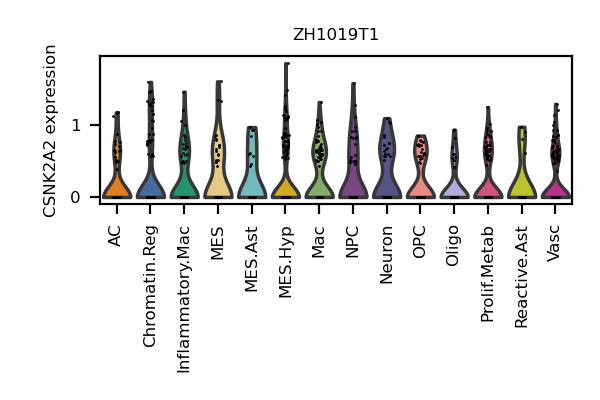 ZH1019T1
CSNK2A2 expression
1
0
AC
Chromatin.Reg
Inflammatory.Mac
MES
MES.Ast
MES.Hyp
Mac
NPC
Neuron
OPC
Oligo
Prolif.Metab
Reactive.Ast
Vasc